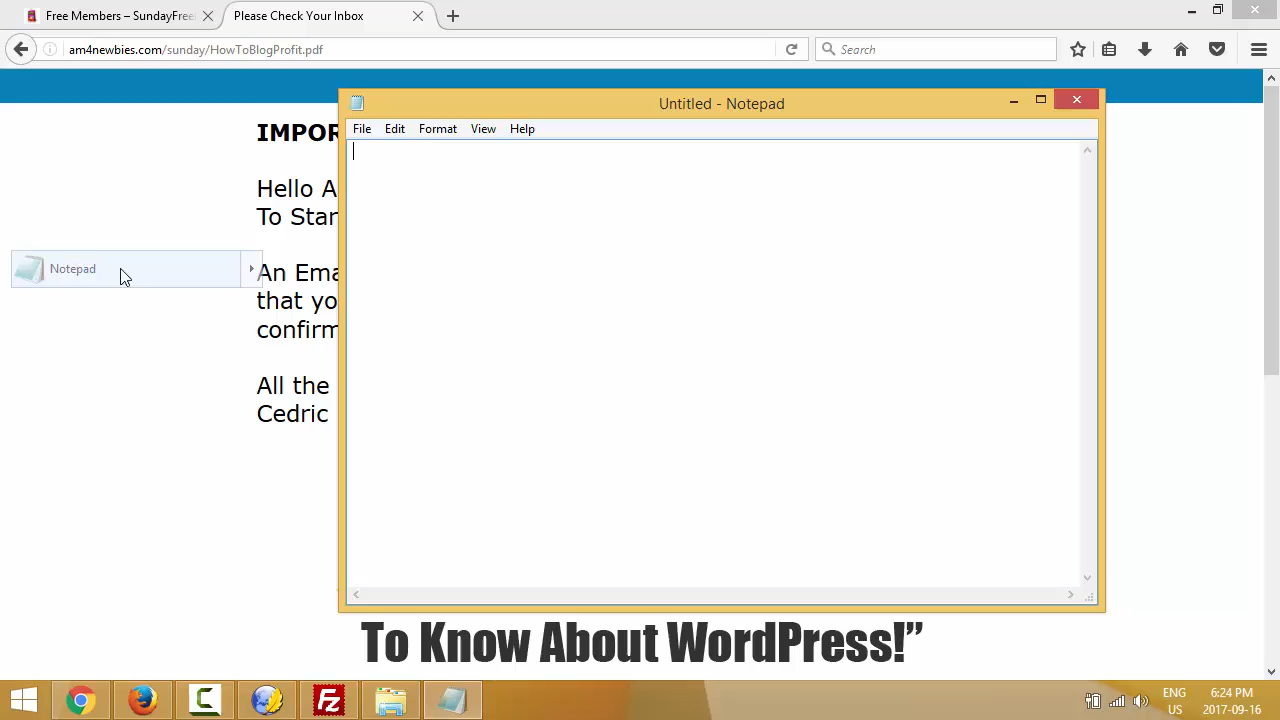 Free Members – SundayFree
Please Check Your Inbox
am4newbies.com/sunday/HowToBlogProfit.pdf
Search
Untitled - Notepad
File Edit Format View Help
IMPOR
Hello A
To Star
Notepad
An Ema
that yo
confirm
All the
Cedric
To Know About WordPress!”
ENG
US
6:24 PM
2017-09-16